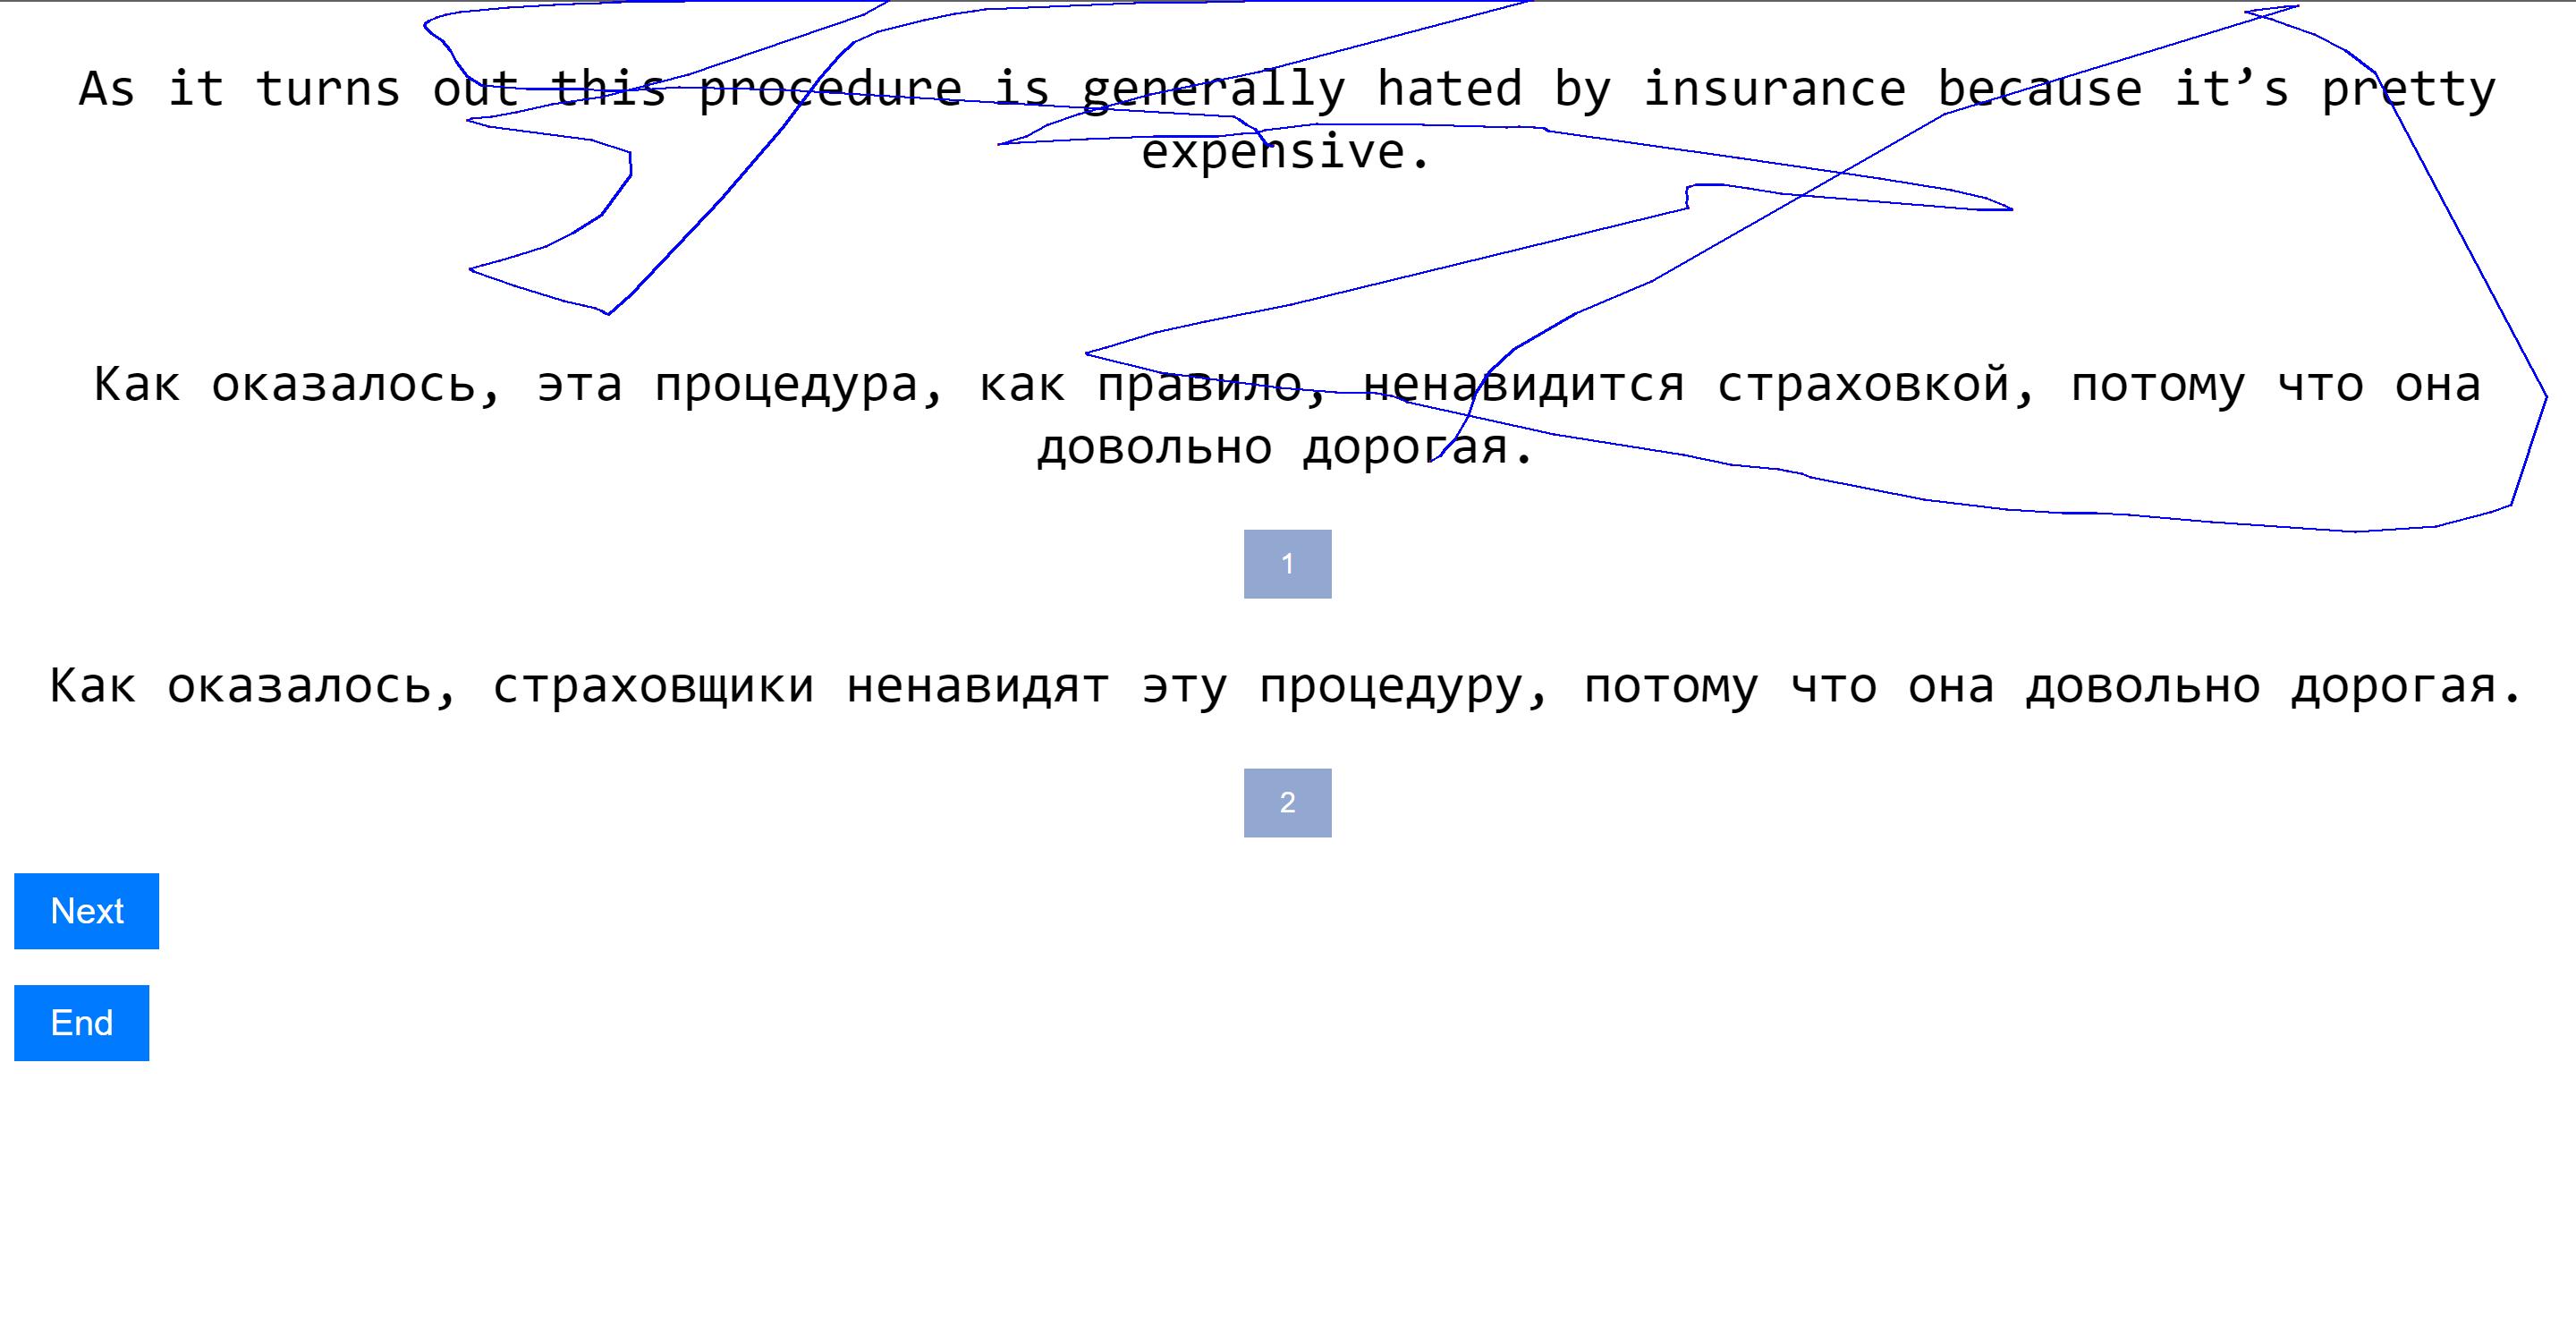 As it turns out this procedure is generally hated by insurance because it’s pretty
expensive.
Как оказалось, эта процедура, как правило, ненавидится страховкой, потому что она
довольно дорогая.
1
Как оказалось, страховщики ненавидят эту процедуру, потому что она довольно дорогая.
2
Next
End